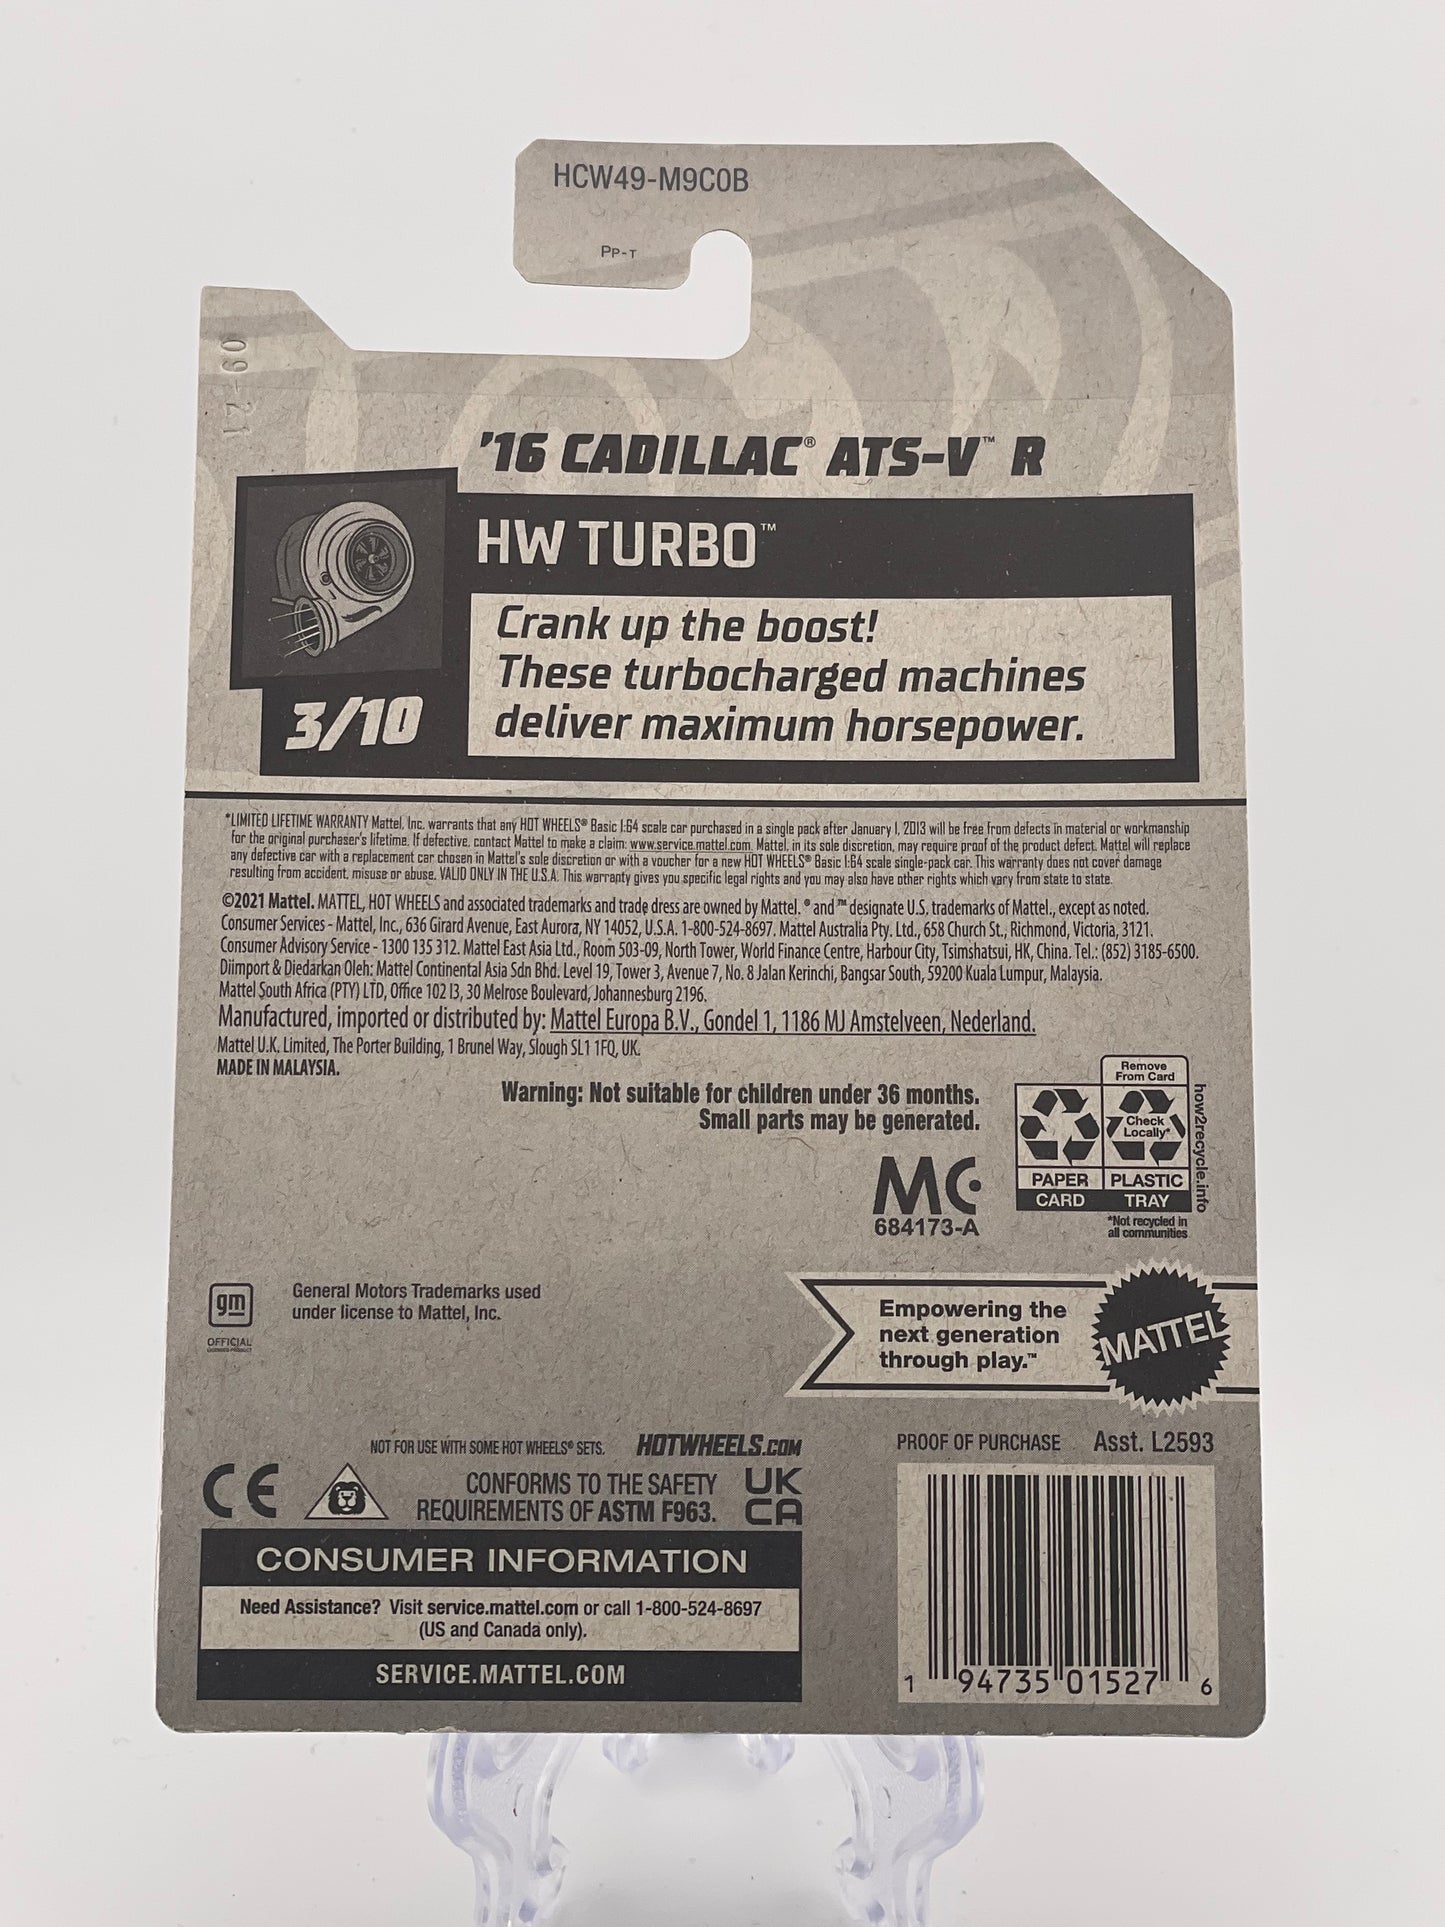 HCW49-M9C0B
PP-T
09-21
'16 CADILLAC® ATS-V™ R
HW TURBO™
Crank up the boost!
These turbocharged machines
deliver maximum horsepower.
3/10
*LIMITED LIFETIME WARRANTY Mattel, Inc. warrants that any HOT WHEELS® Basic 1:64 scale car purchased in a single pack after January 1, 2013 will be free from defects in material or workmanship
for the original purchaser's lifetime. If defective, contact Mattel to make a claim: www.service.mattel.com. Mattel, in its sole discretion, may require proof of the product defect. Mattel will replace
any defective car with a replacement car chosen in Mattel's sole discretion or with a voucher for a new HOT WHEELS® Basic 1:64 scale single-pack car. This warranty does not cover damage
resulting from accident, misuse or abuse. VALID ONLY IN THE U.S.A. This warranty gives you specific legal rights and you may also have other rights which vary from state to state.
©2021 Mattel. MATTEL, HOT WHEELS and associated trademarks and trade dress are owned by Mattel. ® and ™ designate U.S. trademarks of Mattel., except as noted.
Consumer Services - Mattel, Inc., 636 Girard Avenue, East Aurora, NY 14052, U.S.A. 1-800-524-8697. Mattel Australia Pty. Ltd., 658 Church St., Richmond, Victoria, 3121.
Consumer Advisory Service - 1300 135 312. Mattel East Asia Ltd., Room 503-09, North Tower, World Finance Centre, Harbour City, Tsimshatsui, HK, China. Tel.: (852) 3185-6500.
Diimport & Diedarkan Oleh: Mattel Continental Asia Sdn Bhd. Level 19, Tower 3, Avenue 7, No. 8 Jalan Kerinchi, Bangsar South, 59200 Kuala Lumpur, Malaysia.
Mattel South Africa (PTY) LTD, Office 102 I3, 30 Melrose Boulevard, Johannesburg 2196.
Manufactured, imported or distributed by: Mattel Europa B.V., Gondel 1, 1186 MJ Amstelveen, Nederland.
Mattel U.K. Limited, The Porter Building, 1 Brunel Way, Slough SL1 1FQ, UK.
MADE IN MALAYSIA.
Warning: Not suitable for children under 36 months.
Small parts may be generated.
Remove
From Card
Check
Locally*
PAPER
PLASTIC
CARD
TRAY
*Not recycled in
all communities
how2recycle.info
MC
684173-A
gm
OFFICIAL
LICENSED PRODUCT
General Motors Trademarks used
under license to Mattel, Inc.
Empowering the
next generation
through play.™
MATTEL
NOT FOR USE WITH SOME HOT WHEELS® SETS.
HOTWHEELS.COM
CE
CONFORMS TO THE SAFETY
REQUIREMENTS OF ASTM F963.
UK
CA
PROOF OF PURCHASE
Asst. L2593
CONSUMER INFORMATION
Need Assistance? Visit service.mattel.com or call 1-800-524-8697
(US and Canada only).
SERVICE.MATTEL.COM
1 94735 01527 6